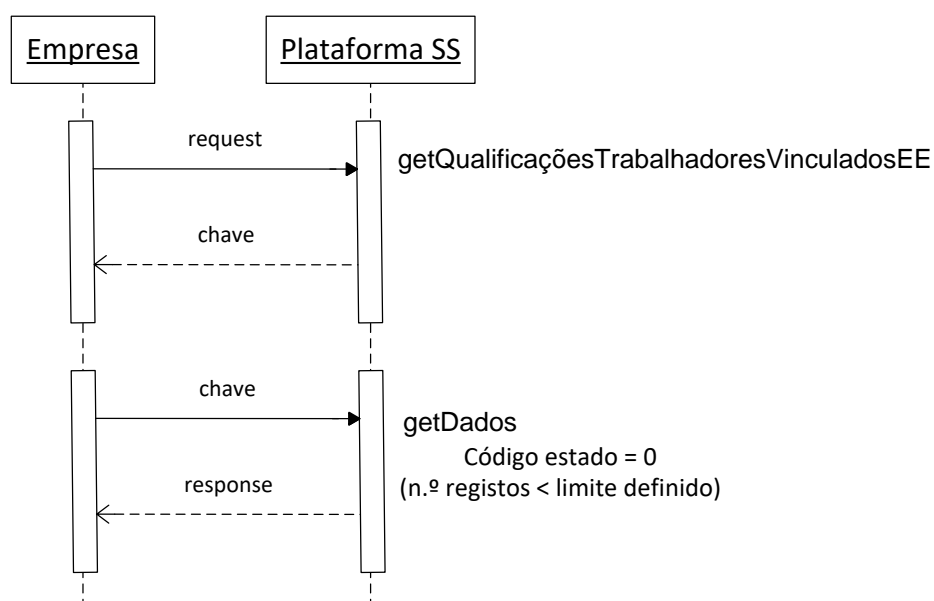 Empresa
Plataforma SS
request
getQualificaçõesTrabalhadoresVinculadosEE
chave
chave
getDados
Código estado = 0
response
(n.º registos < limite definido)